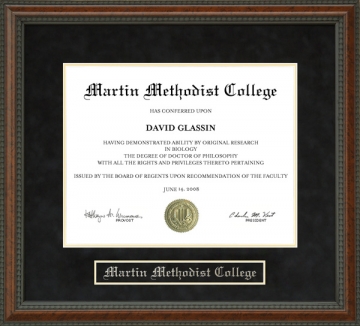 Martin Methodist College
HAS CONFERRED UPON
DAVID GLASSIN
HAVING DEMONSTRATED ABILITY BY ORIGINAL RESEARCH
IN BIOLOGY
THE DEGREE OF DOCTOR OF PHILOSOPHY
WITH ALL THE RIGHTS AND PRIVILEGES THERETO PERTAINING
ISSUED BY THE BOARD OF REGENTS UPON RECOMMENDATION OF THE FACULTY
JUNE 19, 2006
PROVOST
PRESIDENT
Martin Methodist College